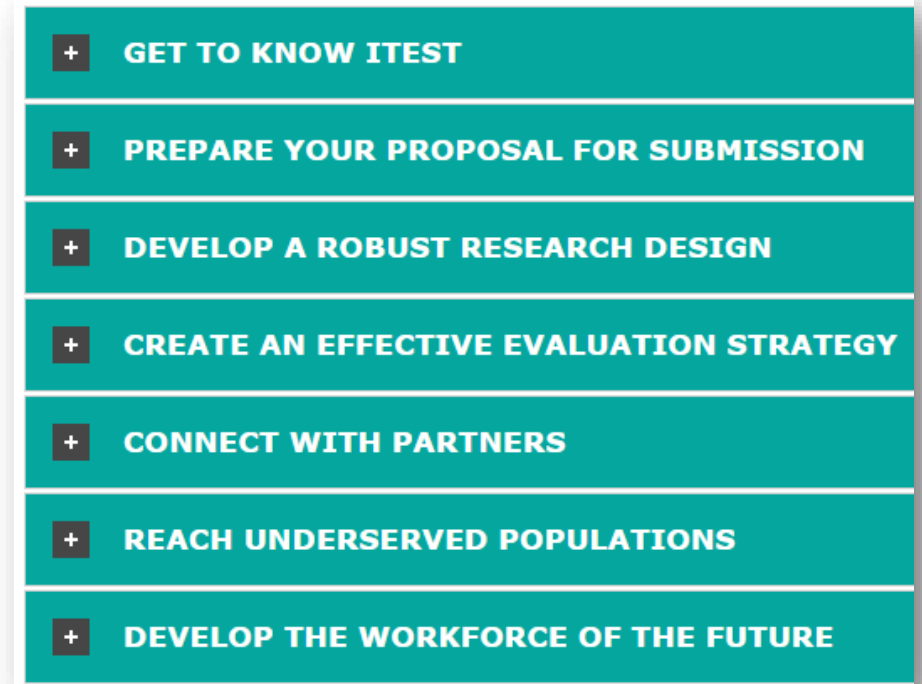 + GET TO KNOW ITEST
+ PREPARE YOUR PROPOSAL FOR SUBMISSION
+ DEVELOP A ROBUST RESEARCH DESIGN
+ CREATE AN EFFECTIVE EVALUATION STRATEGY
+ CONNECT WITH PARTNERS
+ REACH UNDERSERVED POPULATIONS
+ DEVELOP THE WORKFORCE OF THE FUTURE